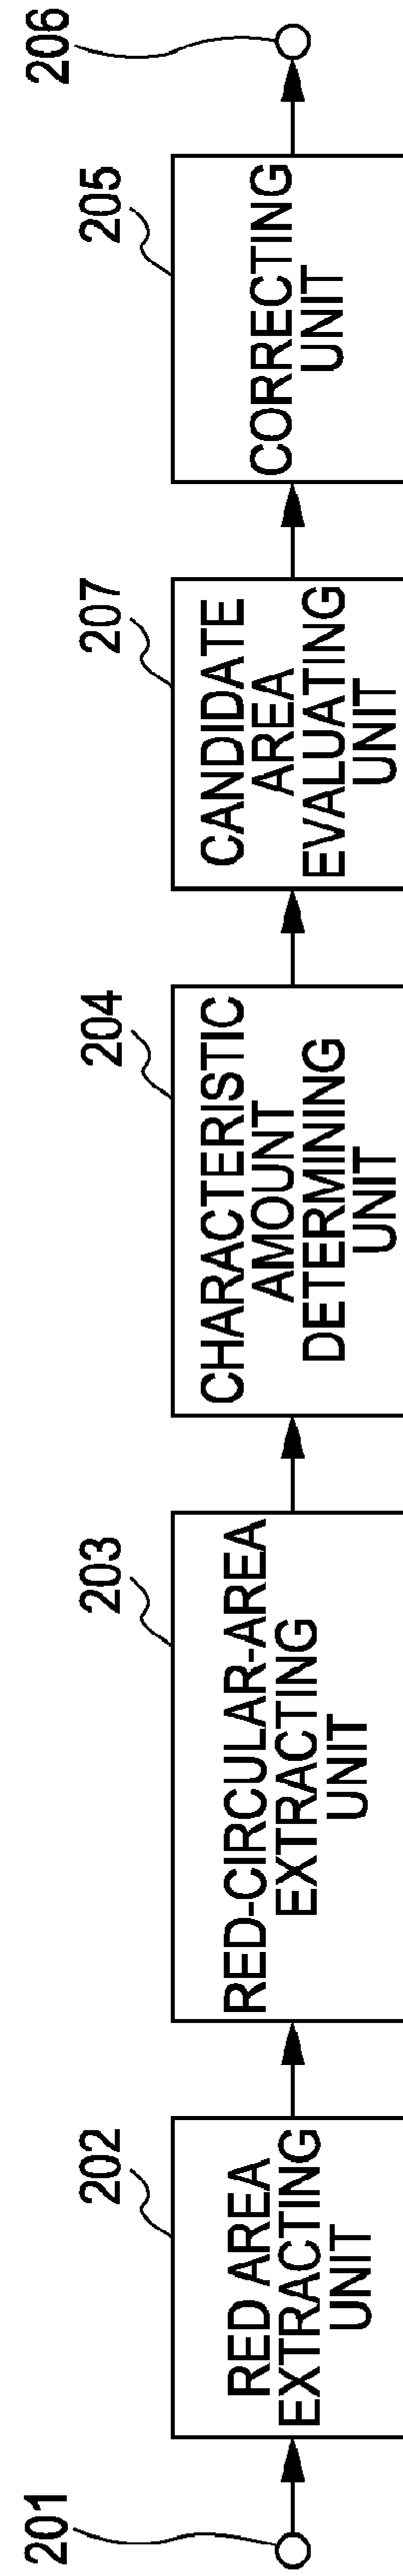 201
202
RED AREA
EXTRACTING
UNIT
203
RED-CIRCULAR-AREA
EXTRACTING
UNIT
204
CHARACTERISTIC
AMOUNT
DETERMINING
UNIT
207
CANDIDATE
AREA
EVALUATING
UNIT
205
CORRECTING
UNIT
206